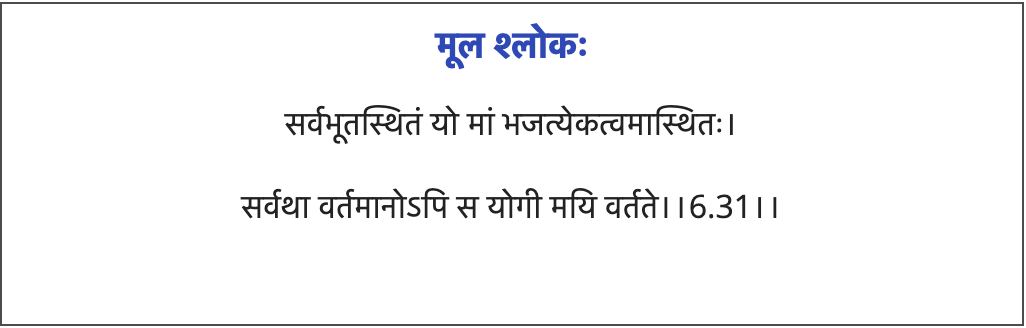 मूल श्लोकः
सर्वभूतस्थितं यो मां भजत्येकत्वमास्थितः।
सर्वथा वर्तमानोऽपि स योगी मयि वर्तते।।6.31।।